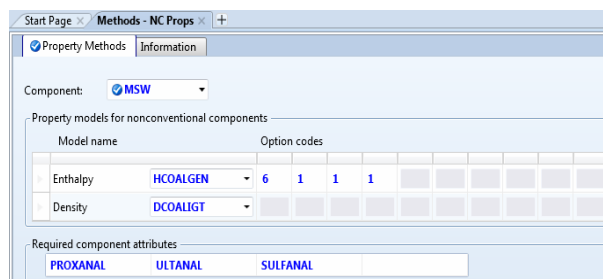 Start Page × Methods - NC Props × +
Property Methods Information
Component: MSW
Property models for nonconventional components
Model name Option codes
Enthalpy HCOALGEN 6 1 1 1
Density DCOALIGT
Required component attributes
PROXANAL ULTANAL SULFANAL